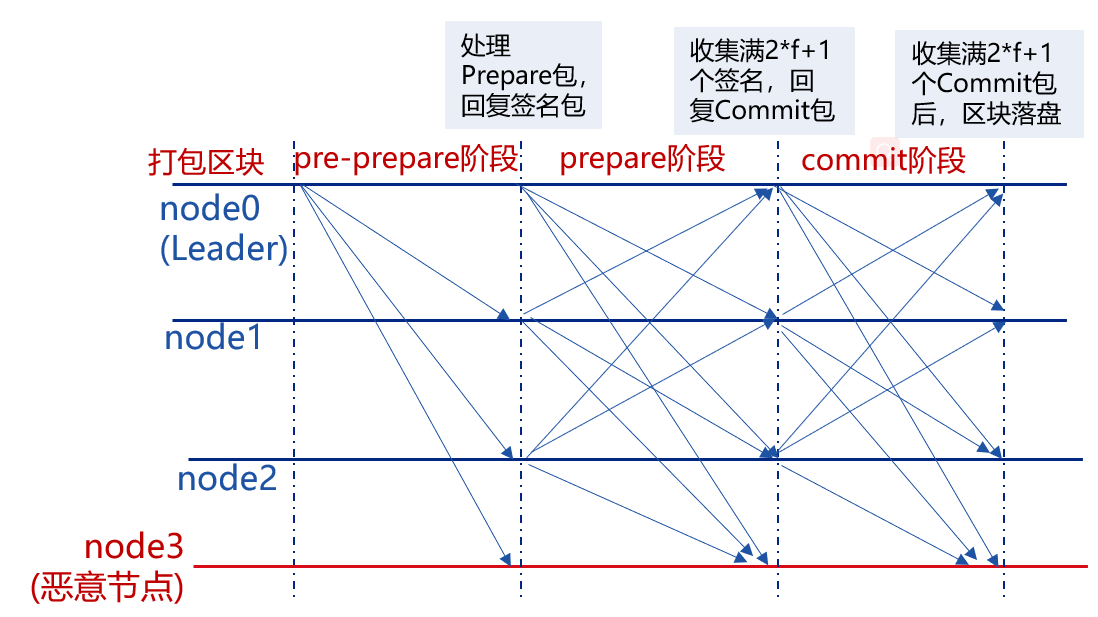 处理
Prepare包，
回复签名包
收集满2*f+1
个签名，回
复Commit包
收集满2*f+1
个Commit包
后，区块落盘
打包区块
pre-prepare阶段
prepare阶段
commit阶段
node0
(Leader)
node1
node2
node3
(恶意节点)